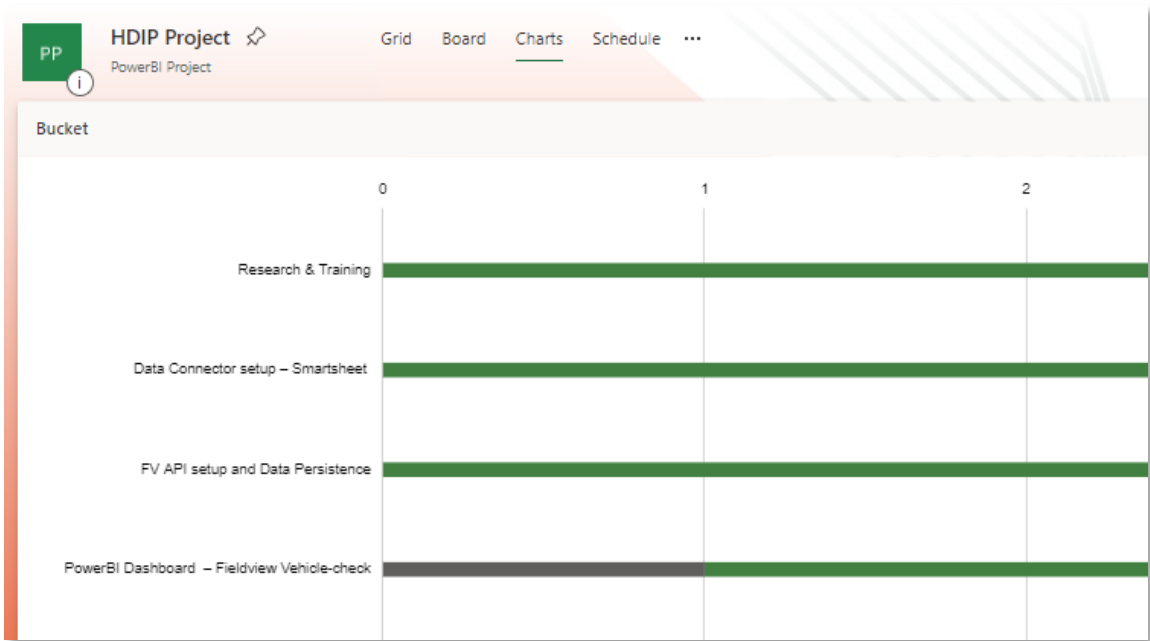 PP
HDIP Project
PowerBI Project
i
Grid Board Charts Schedule ...
Bucket
0 1 2
Research & Training
Data Connector setup – Smartsheet
FV API setup and Data Persistence
PowerBI Dashboard – Fieldview Vehicle-check